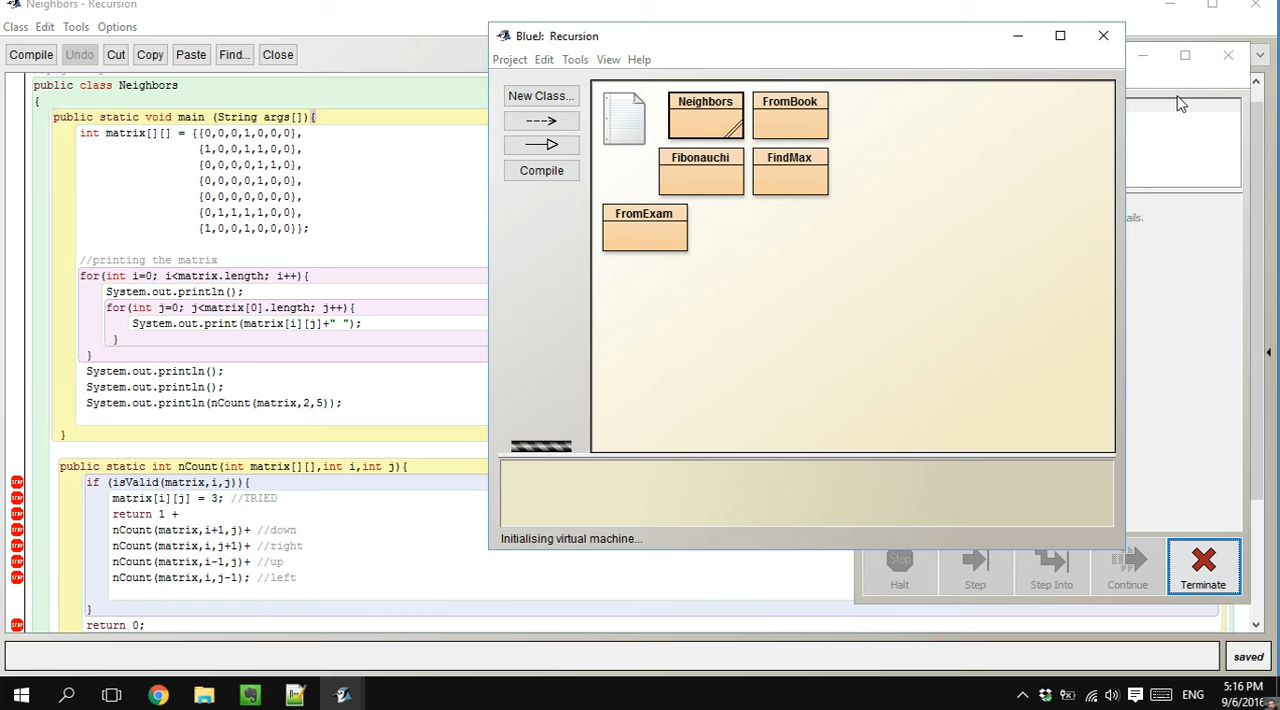 Neighbors - Recursion
Class Edit Tools Options
Compile Undo Cut Copy Paste Find... Close
public class Neighbors
{
public static void main (String args[]){
int matrix[][] = {{0,0,0,1,0,0,0},
{1,0,0,1,1,0,0},
{0,0,0,0,1,0,0},
{0,0,0,0,1,0,0},
{0,0,0,0,0,0,0},
{0,1,1,1,1,0,0},
{1,0,0,1,0,0,0}};
//printing the matrix
for(int i=0; i<matrix.length; i++){
System.out.println();
for(int j=0; j<matrix[0].length; j++){
System.out.print(matrix[i][j]+" ");
}
}
System.out.println();
System.out.println();
System.out.println(nCount(matrix,2,5));
}
public static int nCount(int matrix[][],int i,int j){
if (isValid(matrix,i,j)){
matrix[i][j] = 3; //TRIED
return 1 +
nCount(matrix,i+1,j)+ //down
nCount(matrix,i,j+1)+ //right
nCount(matrix,i-1,j)+ //up
nCount(matrix,i,j-1); //left
}
return 0;
BlueJ: Recursion
Project Edit Tools View Help
New Class...
Compile
Neighbors
FromBook
Fibonauchi
FindMax
FromExam
Initialising virtual machine...
ails.
Stop
Halt
Step
Step Into
Continue
Terminate
saved
ENG
5:16 PM